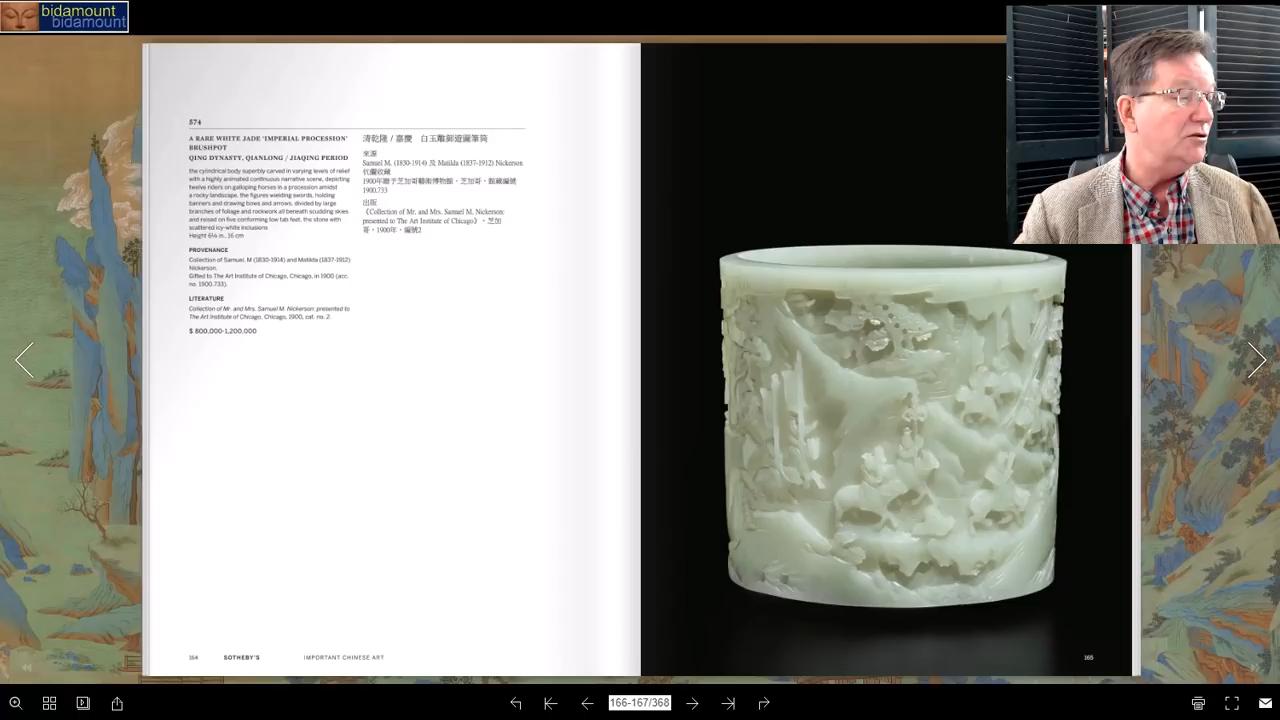 bidamount
bidamount
574
A RARE WHITE JADE 'IMPERIAL PROCESSION'
BRUSHPOT
QING DYNASTY, QIANLONG / JIAQING PERIOD
the cylindrical body superbly carved in varying levels of relief
with a highly animated continuous narrative scene, depicting
twelve riders on galloping horses in a procession amidst
a rocky landscape, the figures wielding swords, holding
banners and drawing bows and arrows, divided by large
branches of foliage and rockwork all beneath scudding skies
and raised on five conforming low tab feet, the stone with
scattered icy-white inclusions
Height 6¼ in., 16 cm
PROVENANCE
Collection of Samuel, M (1830-1914) and Matilda (1837-1912)
Nickerson.
Gifted to The Art Institute of Chicago, Chicago, in 1900 (acc.
no. 1900.733).
LITERATURE
Collection of Mr. and Mrs. Samuel M. Nickerson: presented to
The Art Institute of Chicago, Chicago, 1900, cat. no. 2.
$ 800,000-1,200,000
清乾隆 / 嘉慶 白玉雕御遊圖筆筒
來源
Samuel M. (1830-1914) 及 Matilda (1837-1912) Nickerson
伉儷收藏
1900年贈予芝加哥藝術博物館,芝加哥,館藏編號
1900.733
出版
《Collection of Mr. and Mrs. Samuel M. Nickerson:
presented to The Art Institute of Chicago》,芝加
哥,1900年,編號2
164 SOTHEBY'S IMPORTANT CHINESE ART
165
166-167/368